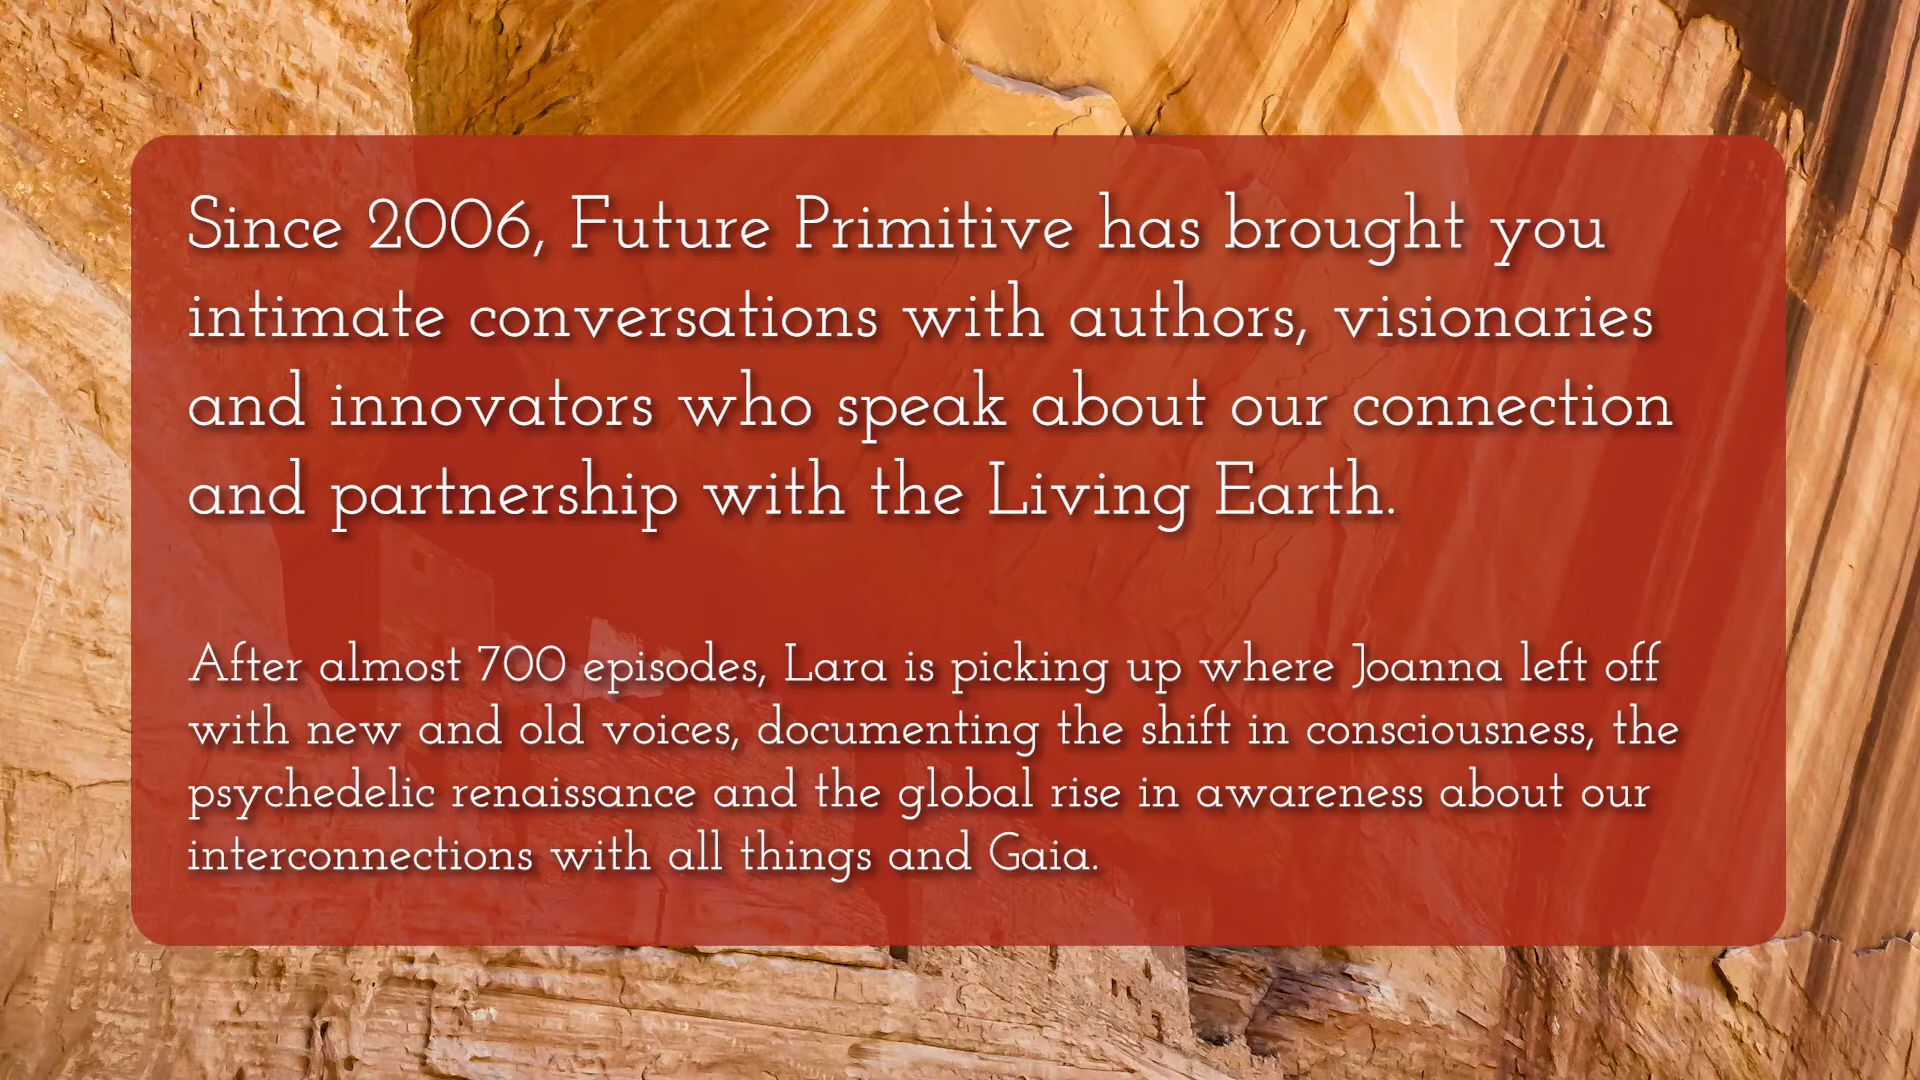 Since 2006, Future Primitive has brought you
intimate conversations with authors, visionaries
and innovators who speak about our connection
and partnership with the Living Earth.
After almost 700 episodes, Lara is picking up where Joanna left off
with new and old voices, documenting the shift in consciousness, the
psychedelic renaissance and the global rise in awareness about our
interconnections with all things and Gaia.